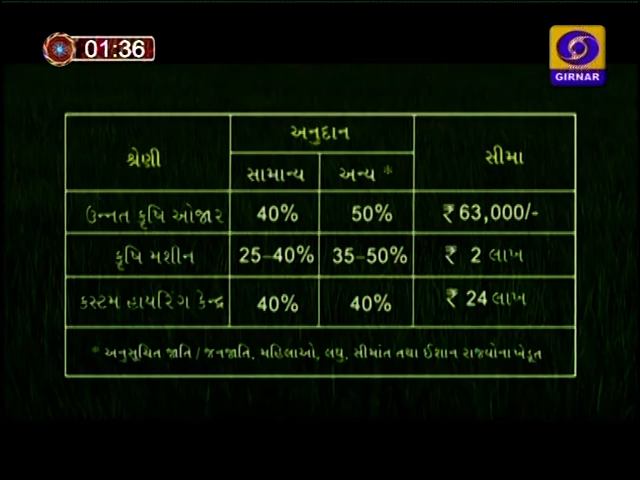 01:36
GIRNAR
શ્રેણી
અનુદાન
સીમા
સામાન્ય
અન્ય *
ઉન્નત કૃષિ ઓજાર 40% 50% ₹ 63,000/-
કૃષિ મશીન 25-40% 35-50% ₹ 2 લાખ
કસ્ટમ હાયરિંગ કેન્દ્ર 40% 40% ₹ 24 લાખ
* અનુસૂચિત જાતિ / જનજાતિ, મહિલાઓ, લઘુ, સીમાંત તથા ઈશાન રાજ્યોના ખેડૂત